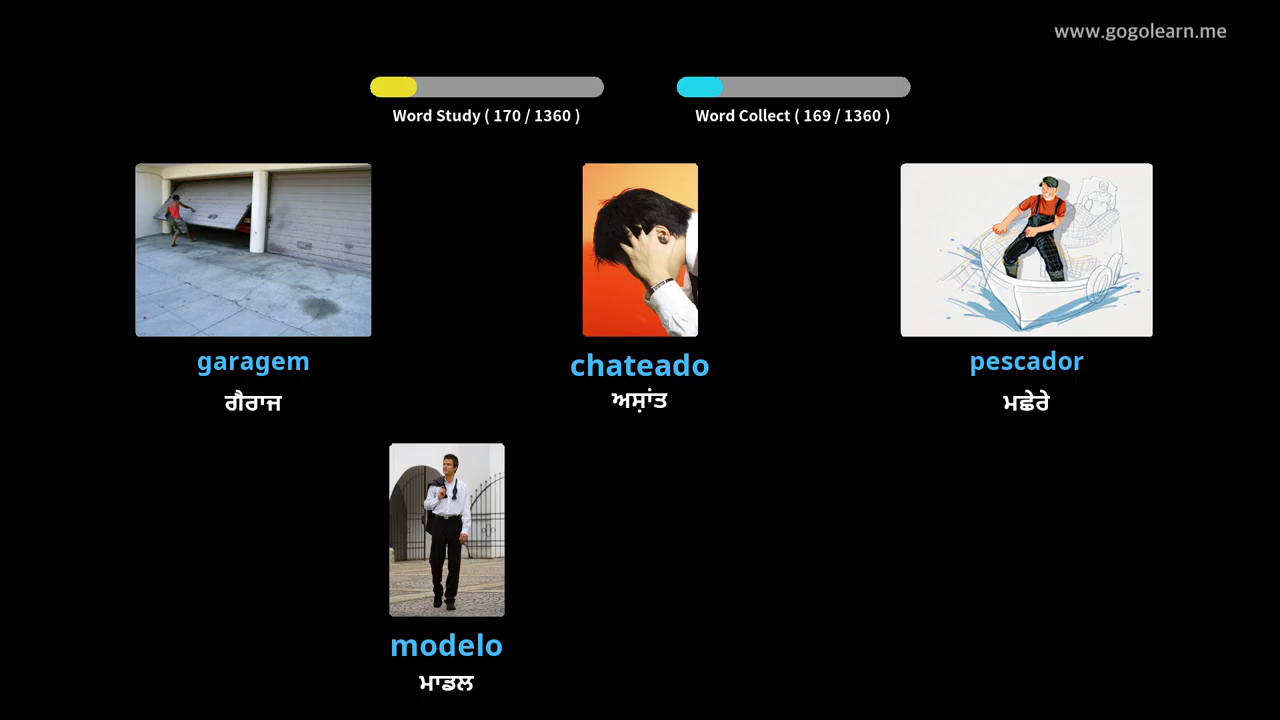 www.gogolearn.me
Word Study ( 170 / 1360 )
Word Collect ( 169 / 1360 )
garagem
ਗੈਰਾਜ
chateado
ਅਸ਼ਾਂਤ
pescador
ਮਛੇਰੇ
modelo
ਮਾਡਲ